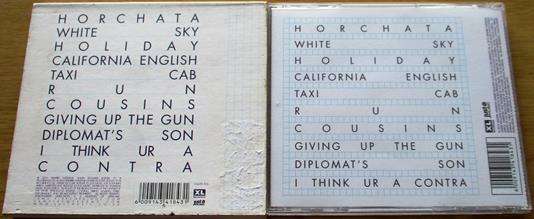 HORCHATA
WHITE SKY
HOLIDAY
CALIFORNIA ENGLISH
TAXI CAB
RUN
COUSINS
GIVING UP THE GUN
DIPLOMAT'S SON
I THINK UR A
CONTRA
XL
HORCHATA
WHITE SKY
HOLIDAY
CALIFORNIA ENGLISH
TAXI CAB
RUN
COUSINS
GIVING UP THE GUN
DIPLOMAT'S SON
I THINK UR A CONTRA
XL